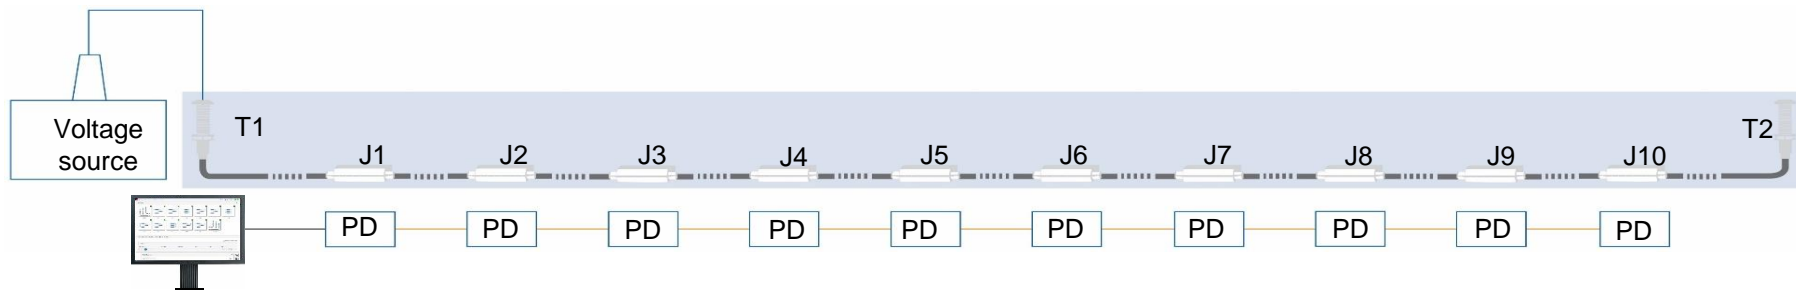 Voltage
source
T1
J1
J2
J3
J4
J5
J6
J7
J8
J9
J10
T2
PD
PD
PD
PD
PD
PD
PD
PD
PD
PD